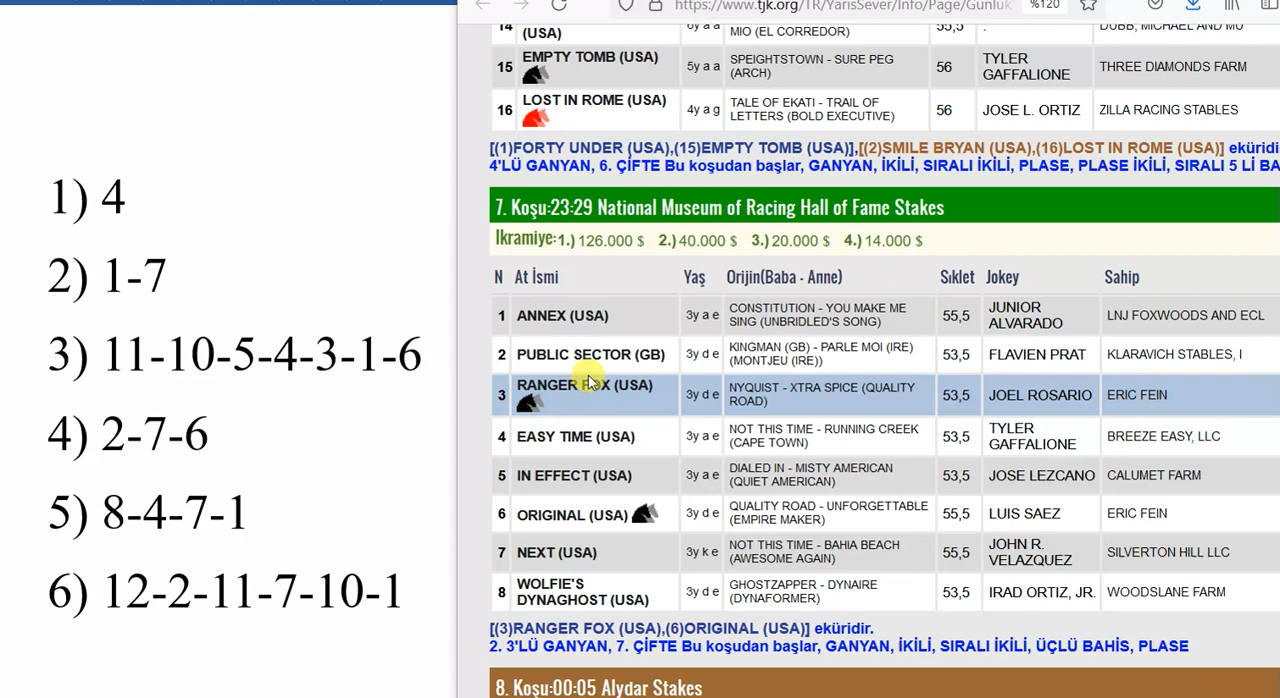 1) 4
2) 1-7
3) 11-10-5-4-3-1-6
4) 2-7-6
5) 8-4-7-1
6) 12-2-11-7-10-1
https://www.tjk.org/TR/YarisSever/Info/Page/Gunluk
%120
14 (USA) 6y a a MIO (EL CORREDOR) 55,5 . DUBB, MICHAEL AND MO
15 EMPTY TOMB (USA) 5y a a SPEIGHTSTOWN - SURE PEG (ARCH) 56 TYLER GAFFALIONE THREE DIAMONDS FARM
16 LOST IN ROME (USA) 4y a g TALE OF EKATI - TRAIL OF LETTERS (BOLD EXECUTIVE) 56 JOSE L. ORTIZ ZILLA RACING STABLES
[(1)FORTY UNDER (USA),(15)EMPTY TOMB (USA)],[(2)SMILE BRYAN (USA),(16)LOST IN ROME (USA)] eküridi
4'LÜ GANYAN, 6. ÇİFTE Bu koşudan başlar, GANYAN, İKİLİ, SIRALI İKİLİ, PLASE, PLASE İKİLİ, SIRALI 5 Lİ BA
7. Koşu:23:29 National Museum of Racing Hall of Fame Stakes
İkramiye:1.) 126.000 $ 2.) 40.000 $ 3.) 20.000 $ 4.) 14.000 $
N At İsmi Yaş Orijin(Baba - Anne) Sıklet Jokey Sahip
1 ANNEX (USA) 3y a e CONSTITUTION - YOU MAKE ME SING (UNBRIDLED'S SONG) 55,5 JUNIOR ALVARADO LNJ FOXWOODS AND ECL
2 PUBLIC SECTOR (GB) 3y d e KINGMAN (GB) - PARLE MOI (IRE) (MONTJEU (IRE)) 53,5 FLAVIEN PRAT KLARAVICH STABLES, I
3 RANGER FOX (USA) 3y d e NYQUIST - XTRA SPICE (QUALITY ROAD) 53,5 JOEL ROSARIO ERIC FEIN
4 EASY TIME (USA) 3y a e NOT THIS TIME - RUNNING CREEK (CAPE TOWN) 53,5 TYLER GAFFALIONE BREEZE EASY, LLC
5 IN EFFECT (USA) 3y a e DIALED IN - MISTY AMERICAN (QUIET AMERICAN) 53,5 JOSE LEZCANO CALUMET FARM
6 ORIGINAL (USA) 3y d e QUALITY ROAD - UNFORGETTABLE (EMPIRE MAKER) 55,5 LUIS SAEZ ERIC FEIN
7 NEXT (USA) 3y k e NOT THIS TIME - BAHIA BEACH (AWESOME AGAIN) 55,5 JOHN R. VELAZQUEZ SILVERTON HILL LLC
8 WOLFIE'S DYNAGHOST (USA) 3y d e GHOSTZAPPER - DYNAIRE (DYNAFORMER) 53,5 IRAD ORTIZ, JR. WOODSLANE FARM
[(3)RANGER FOX (USA),(6)ORIGINAL (USA)] eküridir.
2. 3'LÜ GANYAN, 7. ÇİFTE Bu koşudan başlar, GANYAN, İKİLİ, SIRALI İKİLİ, ÜÇLÜ BAHİS, PLASE
8. Koşu:00:05 Alydar Stakes